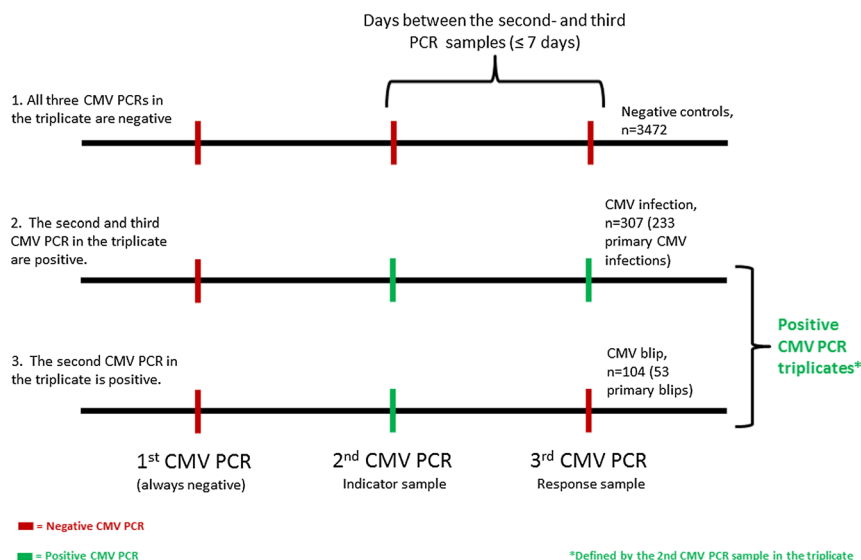 Days between the second- and third
PCR samples (≤ 7 days)
1. All three CMV PCRs in
the triplicate are negative
Negative controls,
n=3472
2. The second and third
CMV PCR in the triplicate
are positive.
CMV infection,
n=307 (233
primary CMV
infections)
3. The second CMV PCR in
the triplicate is positive.
CMV blip,
n=104 (53
primary blips)
Positive
CMV PCR
triplicates*
1st CMV PCR
(always negative)
2nd CMV PCR
Indicator sample
3rd CMV PCR
Response sample
= Negative CMV PCR
= Positive CMV PCR
*Defined by the 2nd CMV PCR sample in the triplicate